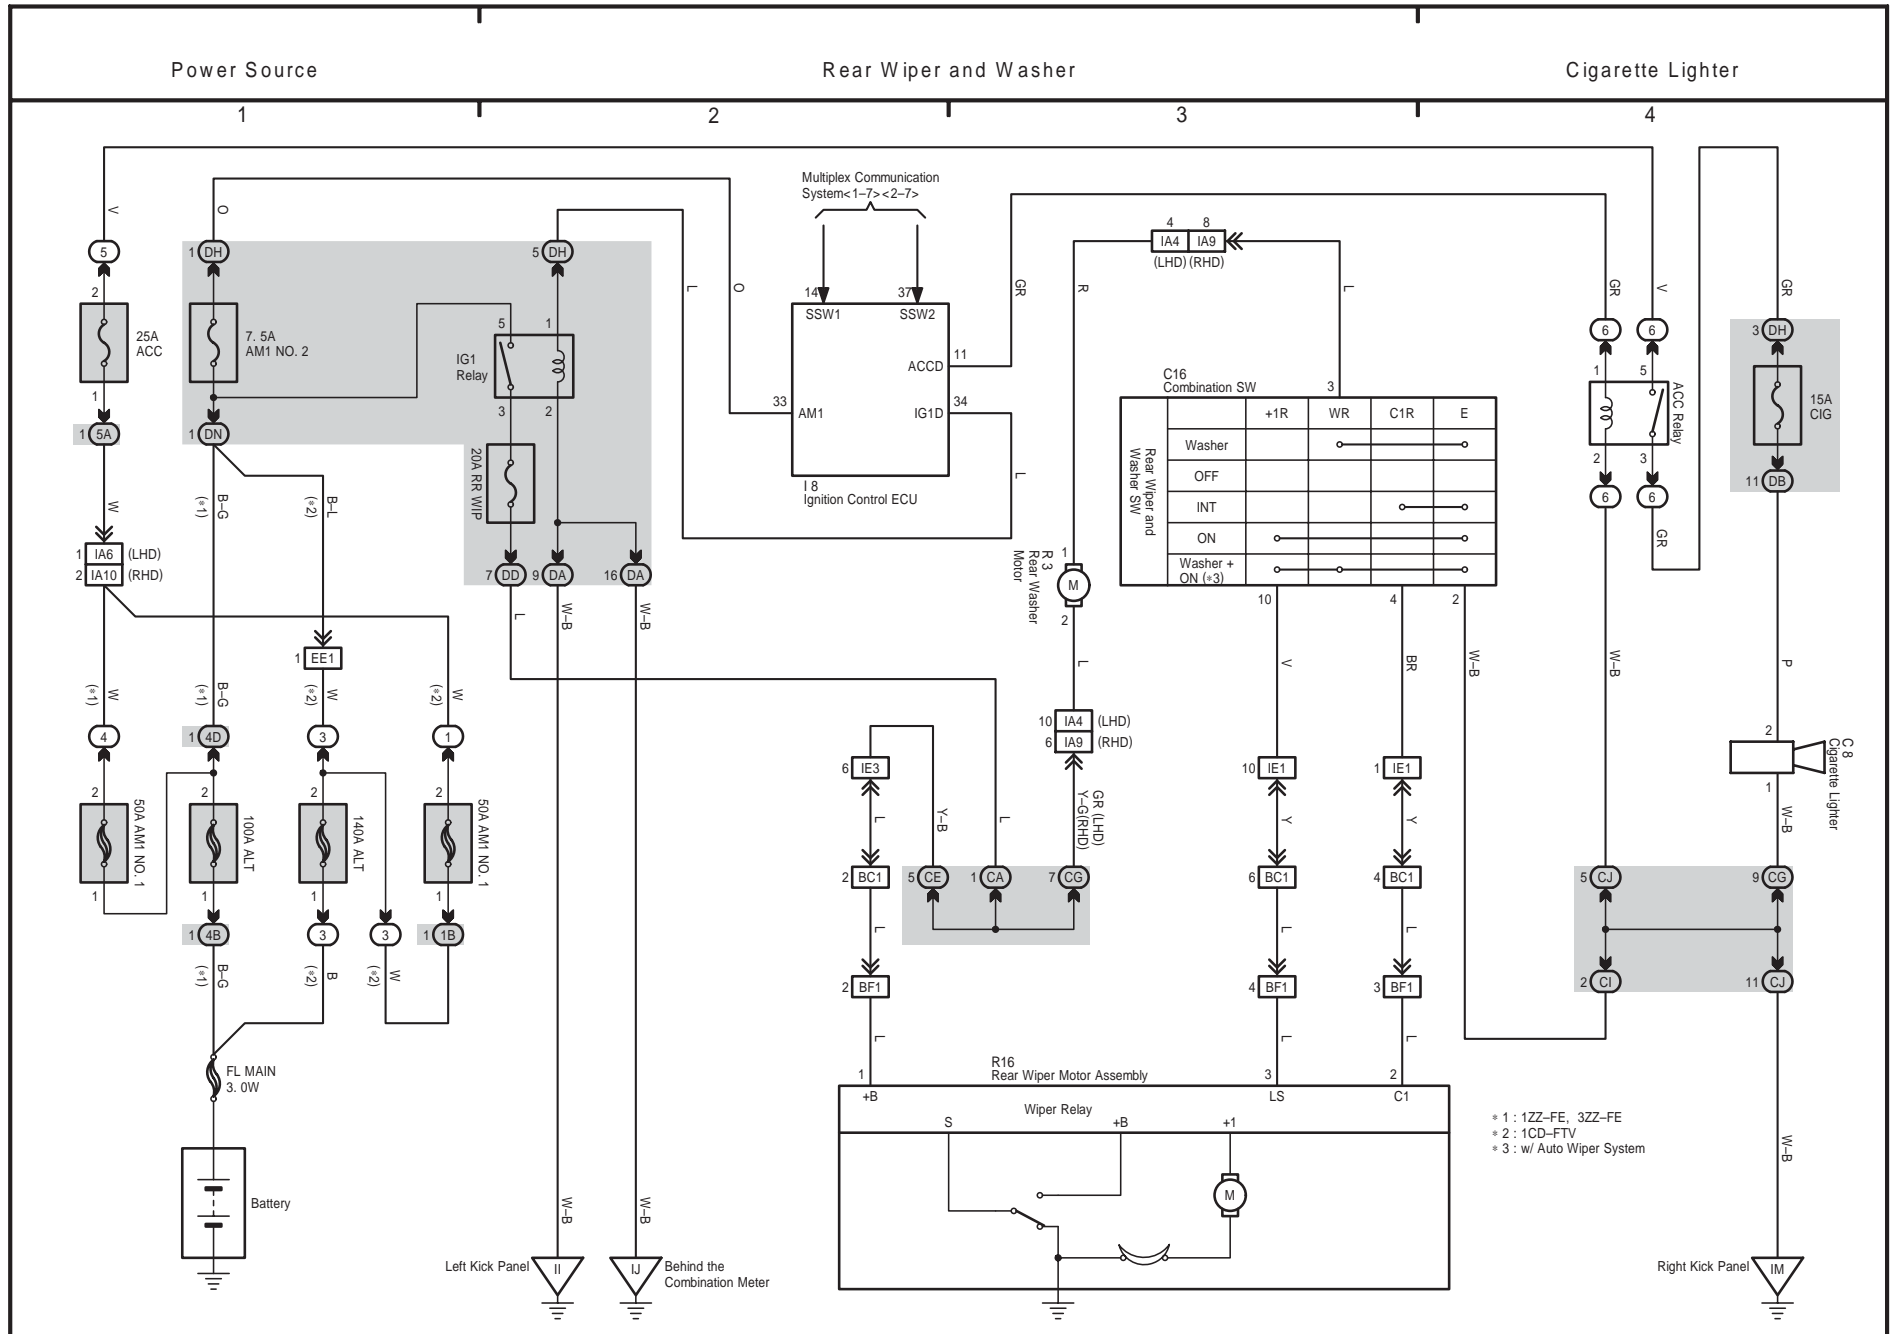 Power Source
Rear Wiper and Washer
Cigarette Lighter
1
2
3
4
Multiplex Communication
System<1–7><2–7>
V
O
5
1 DH
5 DH
2
25A
ACC
1
7. 5A
AM1 NO. 2
1 5A
1 DN
5
1
IG1
Relay
3
2
20A RR WIP
7 DD
9 DA
16 DA
L
O
14
37
SSW1
SSW2
ACCD
11
33
AM1
IG1D
34
I 8
Ignition Control ECU
L
GR
R
4
8
IA4
IA9
(LHD)
(RHD)
L
C16
Combination SW
3
Rear Wiper and
Washer SW
+1R
WR
C1R
E
Washer
OFF
INT
ON
Washer +
ON (*3)
10
4
2
R 3
Rear Washer
Motor
1
M
2
GR
V
GR
6
6
3 DH
1
5
ACC Relay
2
3
6
6
GR
15A
CIG
11 DB
W
B–G
(*1)
B–L
(*2)
1 IA6 (LHD)
2 IA10 (RHD)
L
W–B
W–B
1 EE1
W
(*1)
B–G
(*1)
W
(*2)
W
(*2)
4
1 4D
3
1
2
2
2
2
50A AM1 NO. 1
100A ALT
140A ALT
50A AM1 NO. 1
1
1
1
1
1 4B
3
3
1 1B
B–G
(*1)
B
(*2)
W
(*2)
FL MAIN
3. 0W
Battery
L
10 IA4 (LHD)
6 IA9 (RHD)
GR (LHD)
Y–G(RHD)
6 IE3
Y–B
L
L
2 BC1
5 CE
1 CA
7 CG
L
2 BF1
L
V
BR
W–B
10 IE1
1 IE1
Y
Y
6 BC1
4 BC1
L
L
4 BF1
3 BF1
L
L
W–B
P
2
C 8
Cigarette Lighter
1
W–B
5 CJ
9 CG
2 CI
11 CJ
R16
Rear Wiper Motor Assembly
1
3
2
+B
LS
C1
Wiper Relay
S
+B
+1
M
* 1 : 1ZZ–FE, 3ZZ–FE
* 2 : 1CD–FTV
* 3 : w/ Auto Wiper System
W–B
W–B
W–B
Left Kick Panel
II
IJ
Behind the
Combination Meter
Right Kick Panel
IM